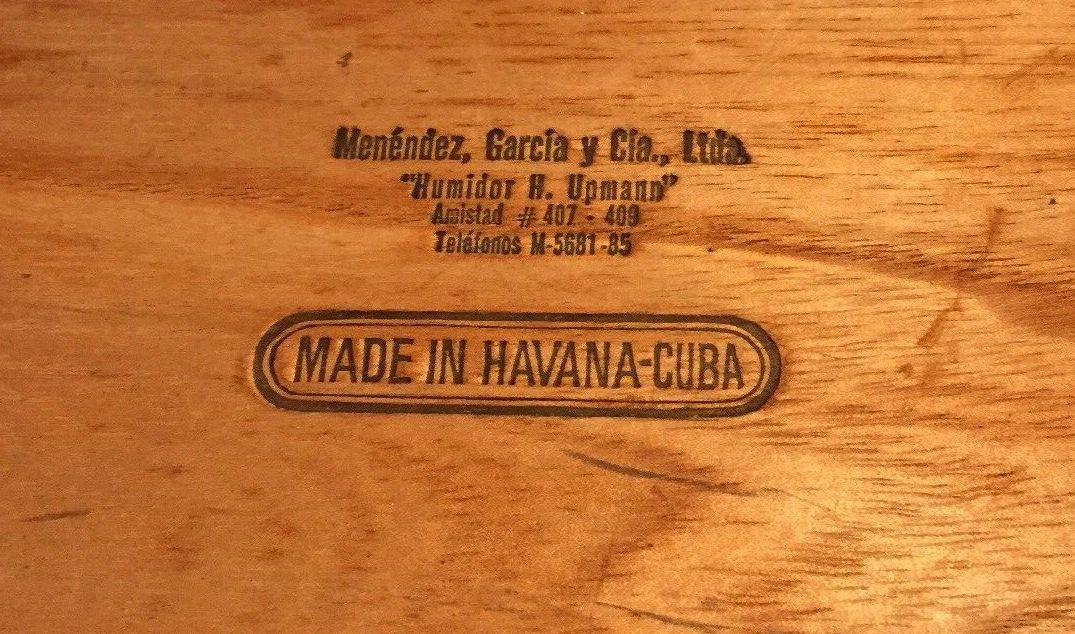 Menéndez, García y Cía., Ltda.
"Humidor H. Upmann"
Amistad # 407 - 409
Teléfonos M-5681-85
MADE IN HAVANA-CUBA